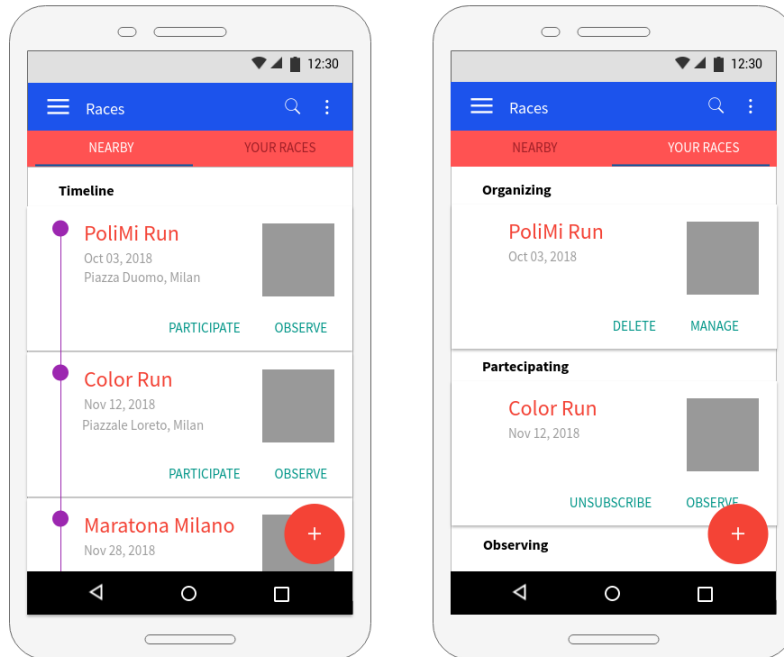 12:30
Races
NEARBY YOUR RACES
Timeline
PoliMi Run
Oct 03, 2018
Piazza Duomo, Milan
PARTICIPATE OBSERVE
Color Run
Nov 12, 2018
Piazzale Loreto, Milan
PARTICIPATE OBSERVE
Maratona Milano
Nov 28, 2018
+
12:30
Races
NEARBY YOUR RACES
Organizing
PoliMi Run
Oct 03, 2018
DELETE MANAGE
Partecipating
Color Run
Nov 12, 2018
UNSUBSCRIBE OBSERVE
Observing
+